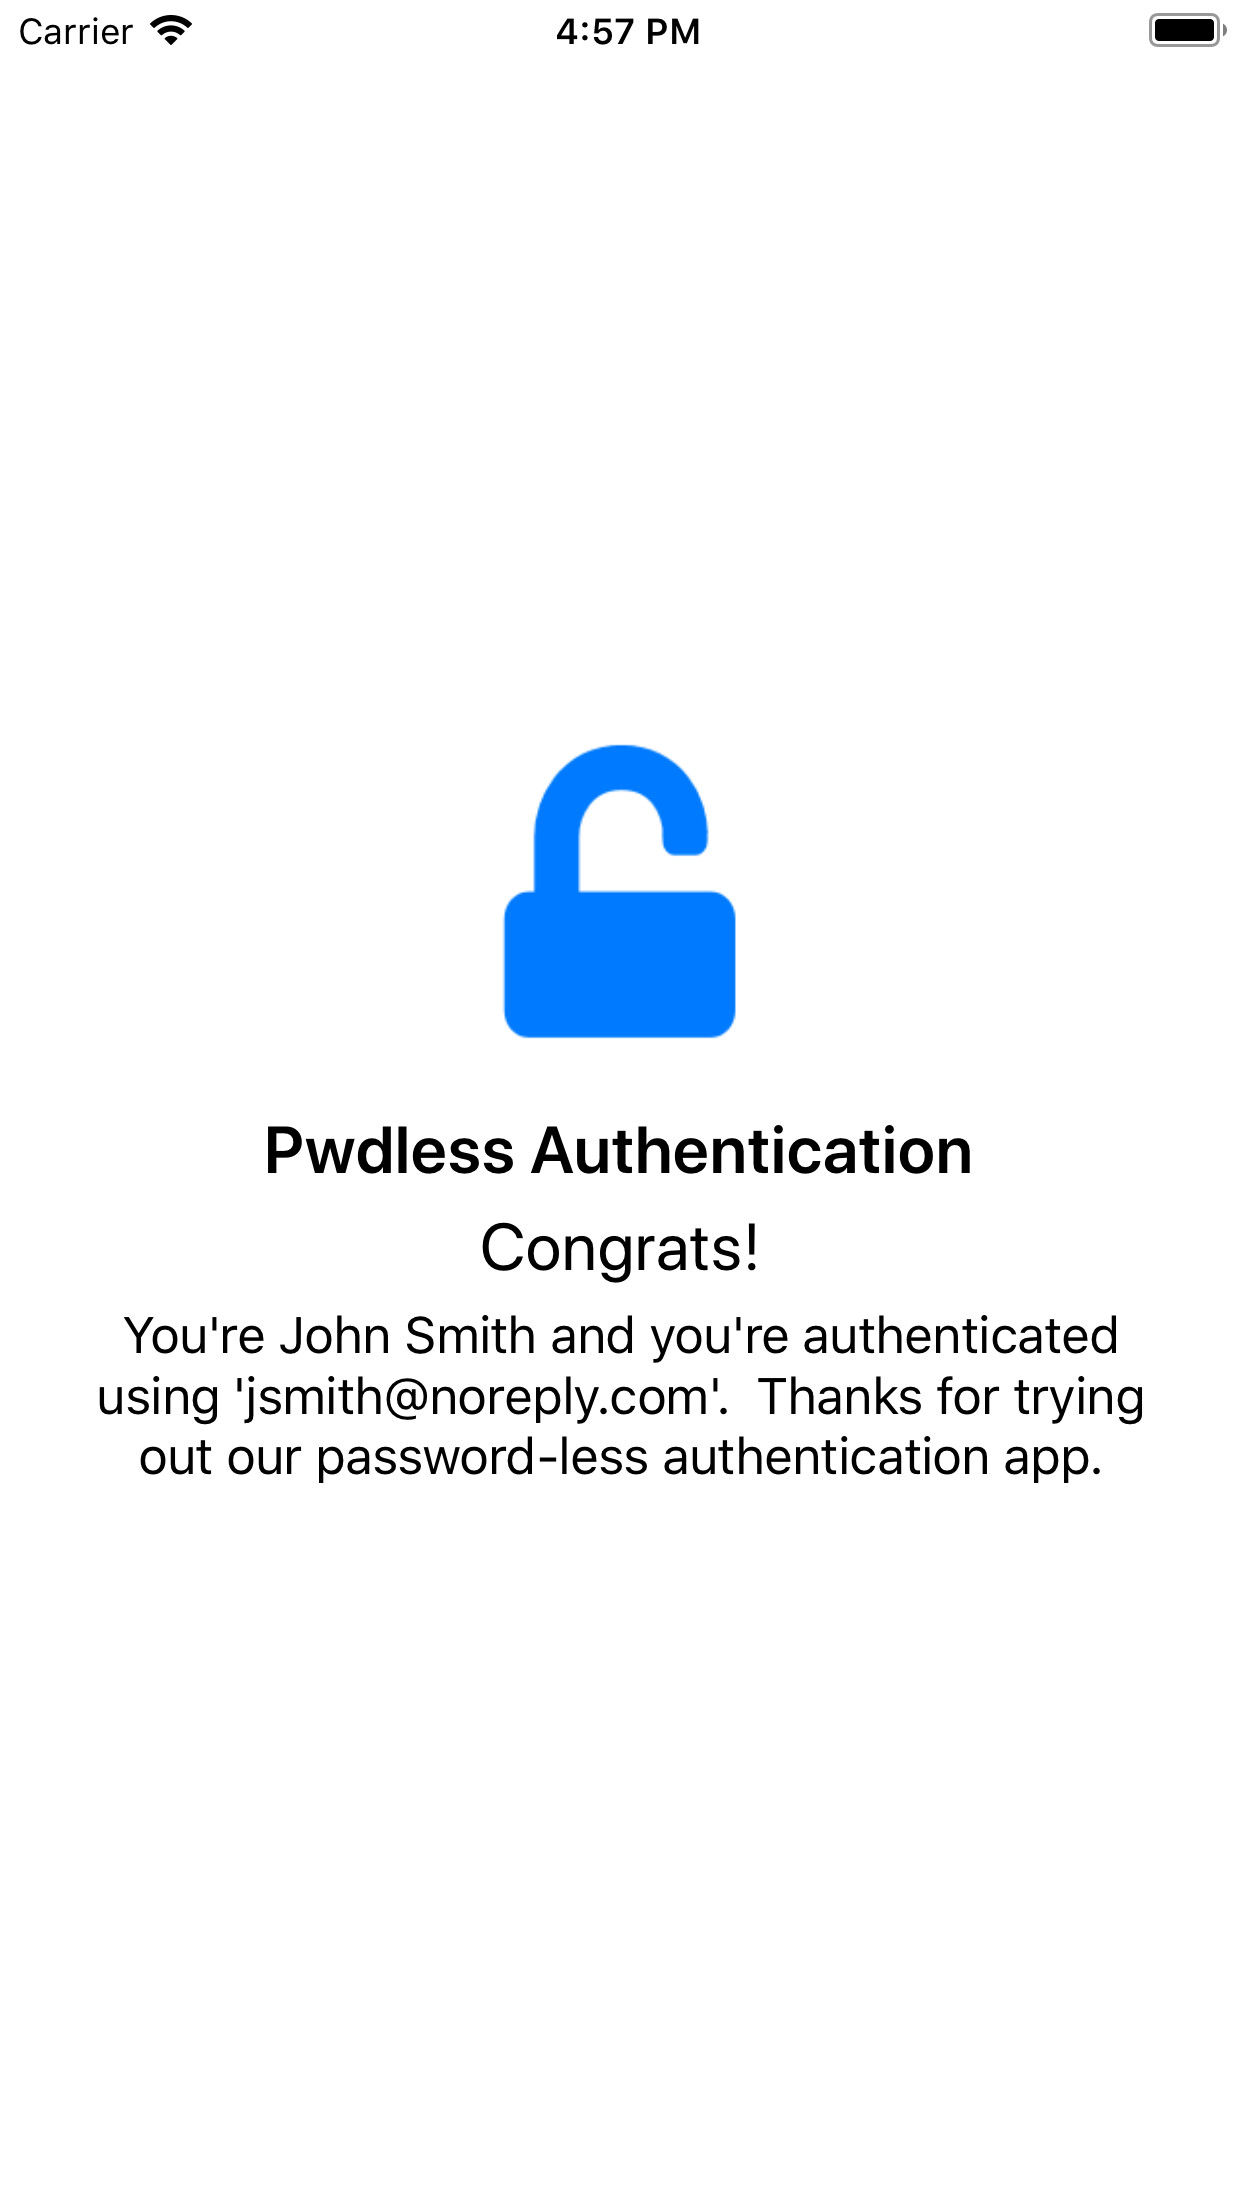 Carrier 4:57 PM
Pwdless Authentication
Congrats!
You're John Smith and you're authenticated
using 'jsmith@noreply.com'.  Thanks for trying
out our password-less authentication app.